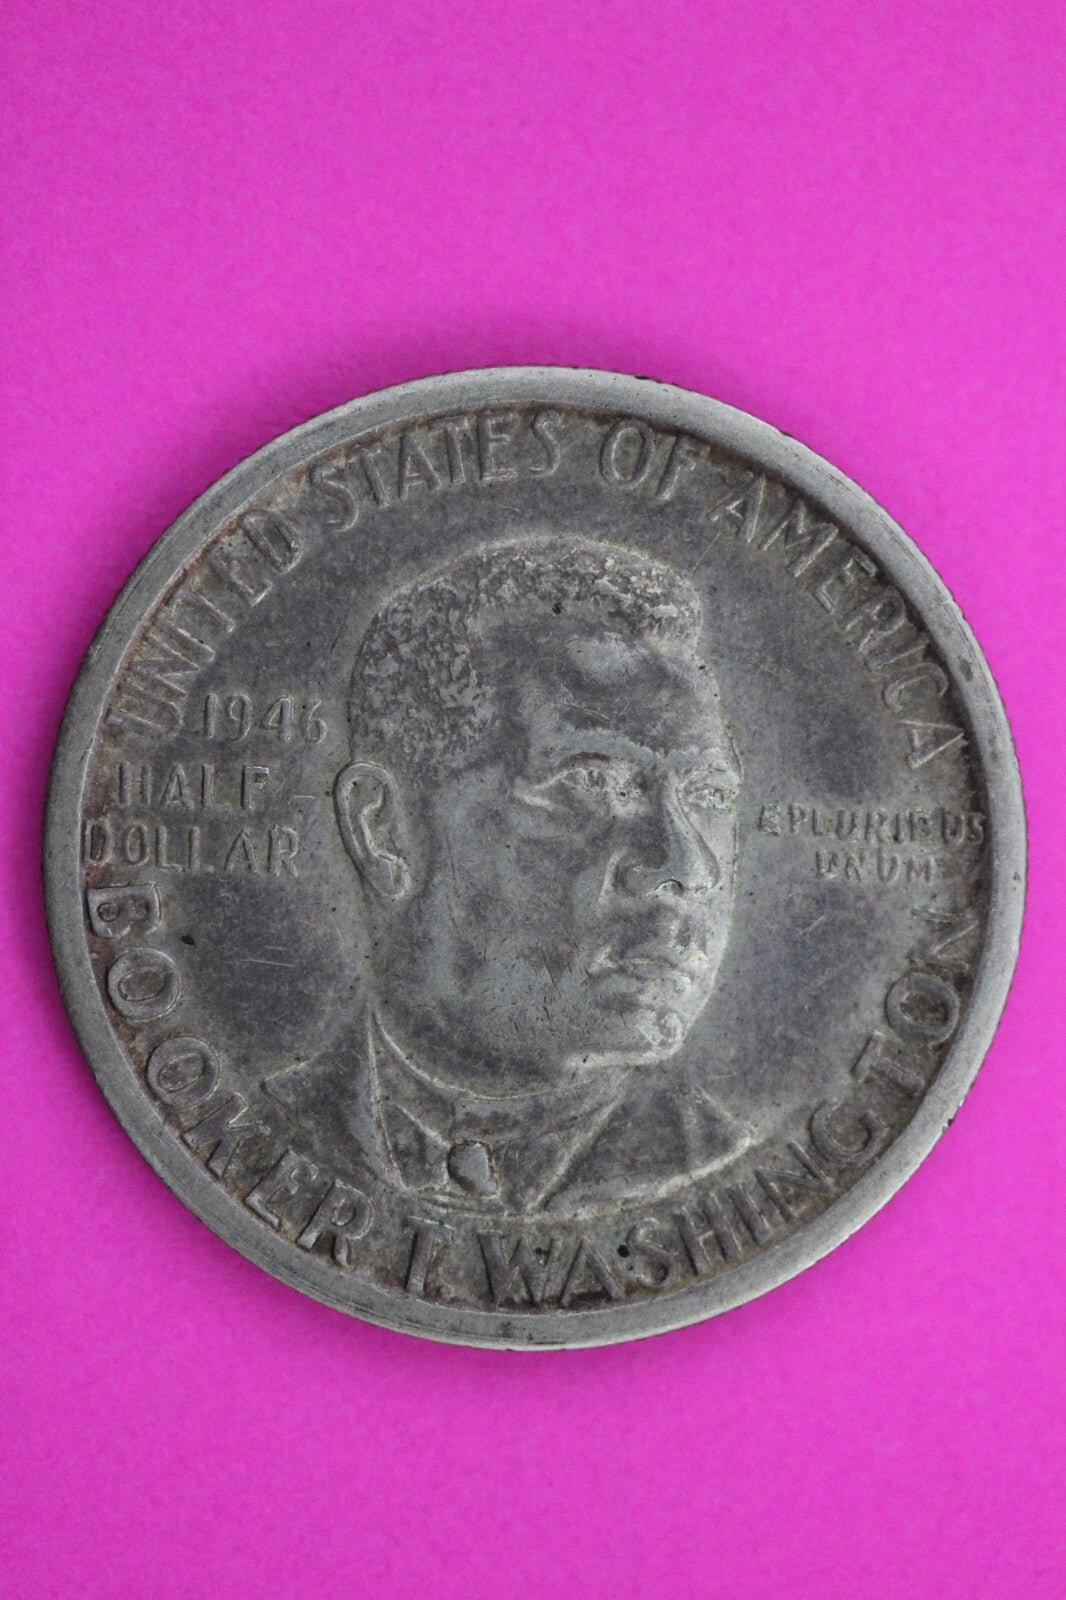 UNITED STATES OF AMERICA
1946
HALF-
DOLLAR
E PLURIBUS
UNUM
BOOKER T. WASHINGTON